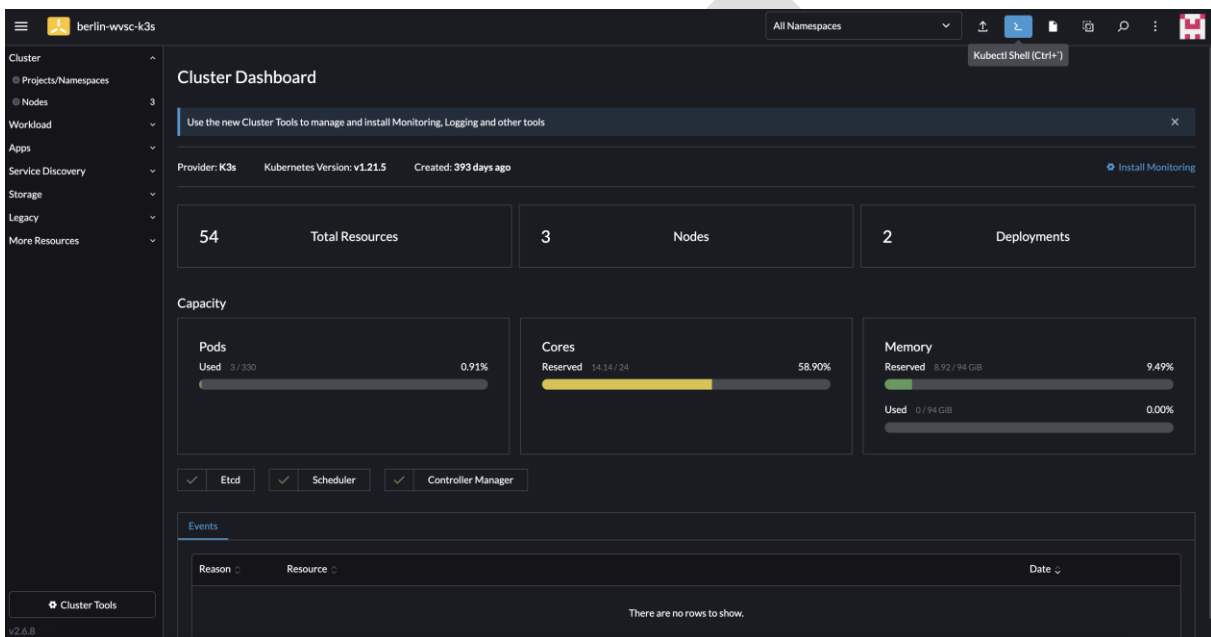 berlin-wvsc-k3s
All Namespaces
Kubectl Shell (Ctrl+`)
Cluster
Projects/Namespaces
Nodes 3
Workload
Apps
Service Discovery
Storage
Legacy
More Resources
Cluster Tools
v2.6.8
Cluster Dashboard
Use the new Cluster Tools to manage and install Monitoring, Logging and other tools
Provider: K3s Kubernetes Version: v1.21.5 Created: 393 days ago Install Monitoring
54 Total Resources
3 Nodes
2 Deployments
Capacity
Pods
Used 3 / 330 0.91%
Cores
Reserved 14.14 / 24 58.90%
Memory
Reserved 8.92 / 94 GiB 9.49%
Used 0 / 94 GiB 0.00%
Etcd
Scheduler
Controller Manager
Events
Reason Resource Date
There are no rows to show.